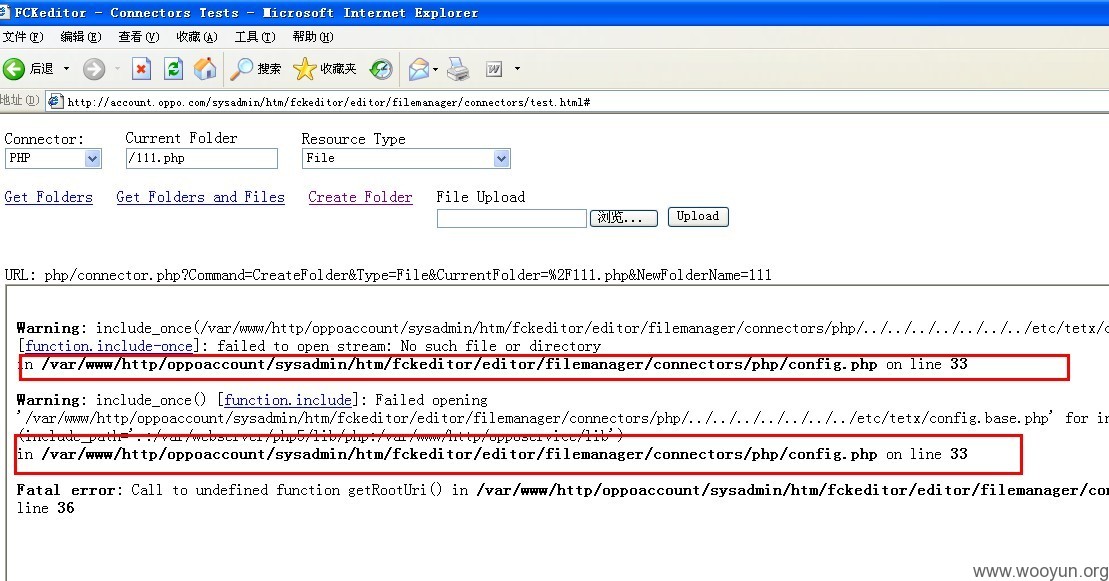 FCKeditor - Connectors Tests - Microsoft Internet Explorer
文件(F) 编辑(E) 查看(V) 收藏(A) 工具(T) 帮助(H)
后退 搜索 收藏夹
地址(D) http://account.oppo.com/sysadmin/htm/fckeditor/editor/filemanager/connectors/test.html#
Connector: Current Folder Resource Type
PHP /111.php File
Get Folders Get Folders and Files Create Folder File Upload
浏览... Upload
URL: php/connector.php?Command=CreateFolder&Type=File&CurrentFolder=%2F111.php&NewFolderName=111
Warning: include_once(/var/www/http/oppoaccount/sysadmin/htm/fckeditor/editor/filemanager/connectors/php/../../../../../../../etc/tetx/c
[function.include-once]: failed to open stream: No such file or directory
in /var/www/http/oppoaccount/sysadmin/htm/fckeditor/editor/filemanager/connectors/php/config.php on line 33
Warning: include_once() [function.include]: Failed opening
'/var/www/http/oppoaccount/sysadmin/htm/fckeditor/editor/filemanager/connectors/php/../../../../../../../etc/tetx/config.base.php' for in
(include_path='.:/var/webserver/php5/lib/php:/var/www/http/opposervice/lib')
in /var/www/http/oppoaccount/sysadmin/htm/fckeditor/editor/filemanager/connectors/php/config.php on line 33
Fatal error: Call to undefined function getRootUri() in /var/www/http/oppoaccount/sysadmin/htm/fckeditor/editor/filemanager/con
line 36
www.wooyun.org